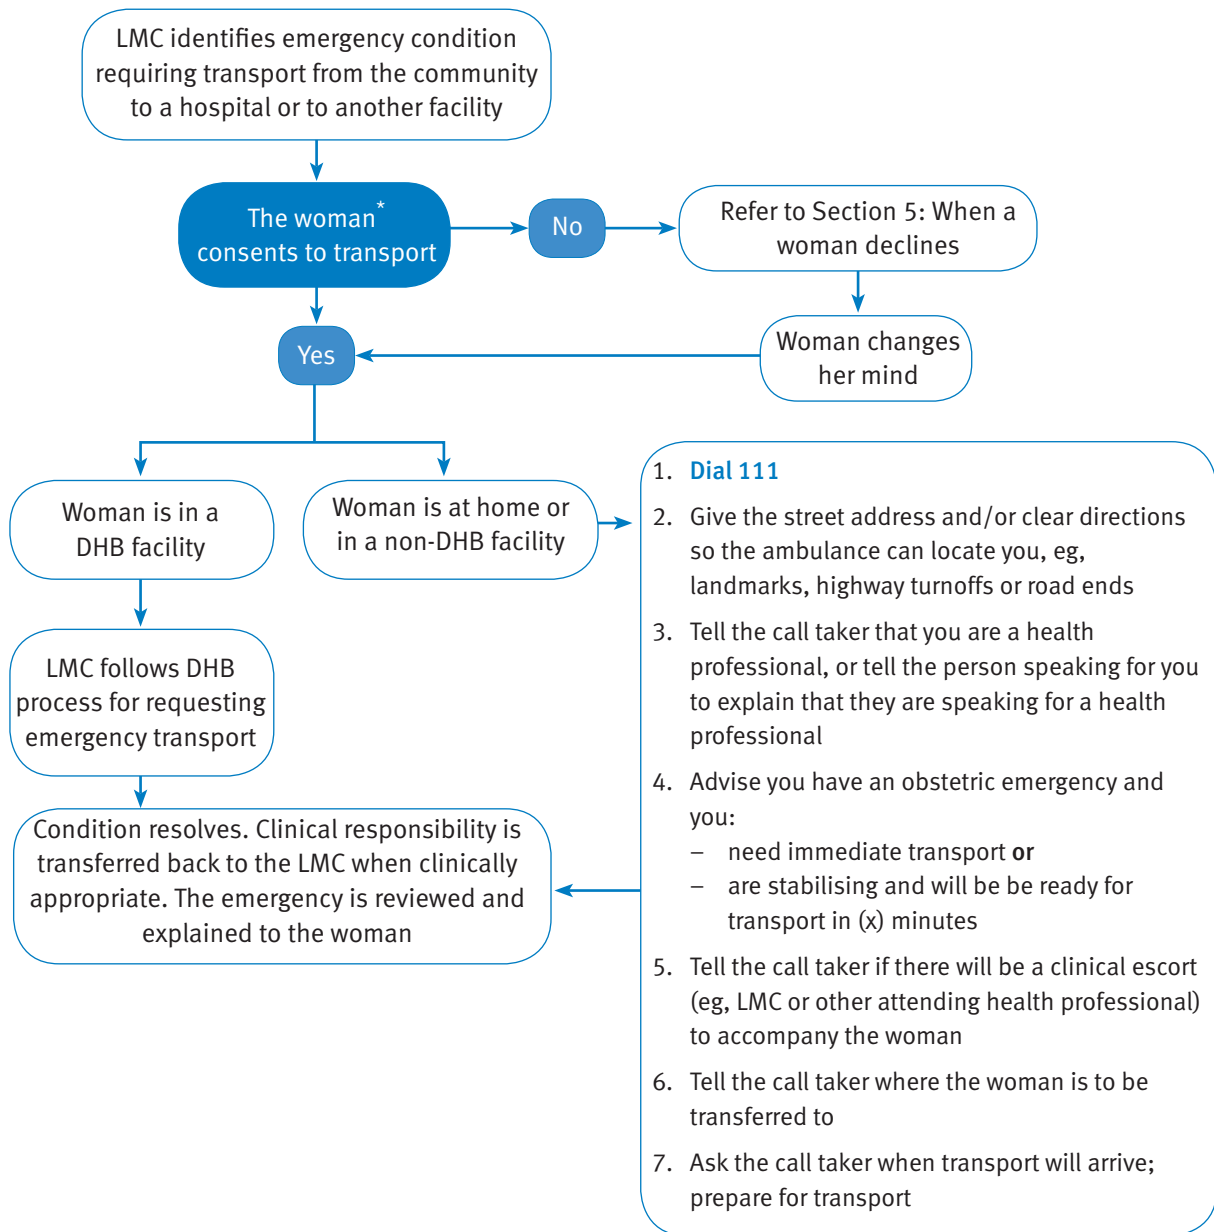 LMC identifies emergency condition
requiring transport from the community
to a hospital or to another facility
The woman*
consents to transport
No
Refer to Section 5: When a
woman declines
Yes
Woman changes
her mind
Woman is in a
DHB facility
Woman is at home or
in a non-DHB facility
LMC follows DHB
process for requesting
emergency transport
Condition resolves. Clinical responsibility is
transferred back to the LMC when clinically
appropriate. The emergency is reviewed and
explained to the woman
1. Dial 111
2. Give the street address and/or clear directions
so the ambulance can locate you, eg,
landmarks, highway turnoffs or road ends
3. Tell the call taker that you are a health
professional, or tell the person speaking for you
to explain that they are speaking for a health
professional
4. Advise you have an obstetric emergency and
you:
– need immediate transport or
– are stabilising and will be be ready for
transport in (x) minutes
5. Tell the call taker if there will be a clinical escort
(eg, LMC or other attending health professional)
to accompany the woman
6. Tell the call taker where the woman is to be
transferred to
7. Ask the call taker when transport will arrive;
prepare for transport